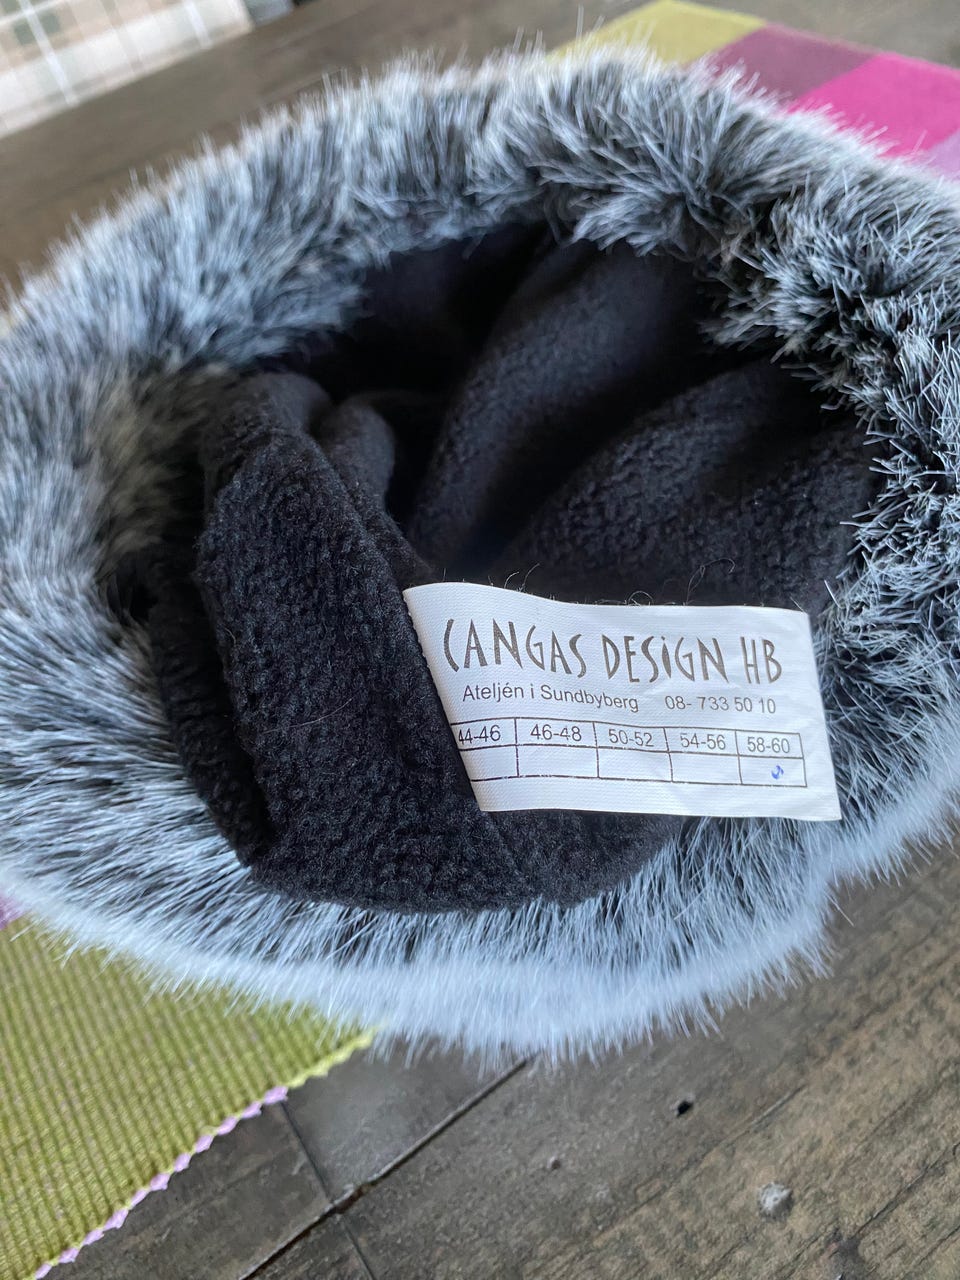 CANGAS DESiGN HB
Ateljén i Sundbyberg 08- 733 50 10
44-46 46-48 50-52 54-56 58-60